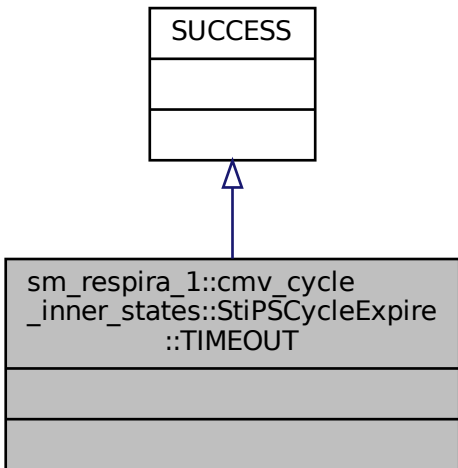 SUCCESS
sm_respira_1::cmv_cycle
_inner_states::StiPSCycleExpire
::TIMEOUT